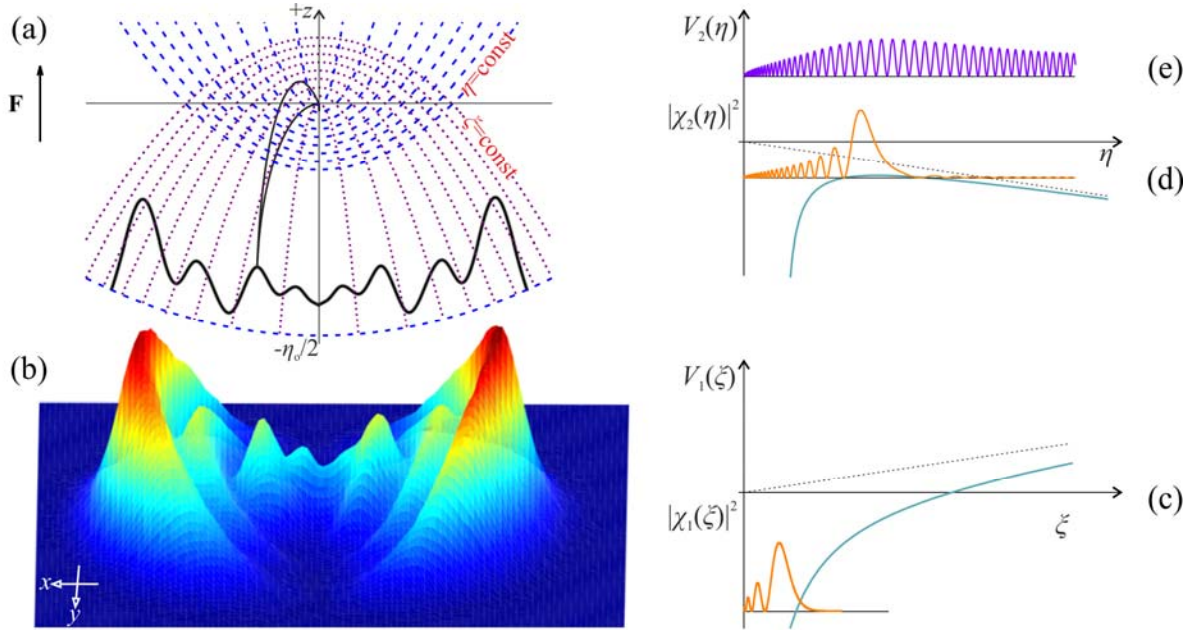 (a)
+z
F
η=const
ξ=const
-η₀/2
(b)
x
y
V₂(η)
(e)
|χ₂(η)|²
η
(d)
V₁(ξ)
|χ₁(ξ)|²
ξ
(c)